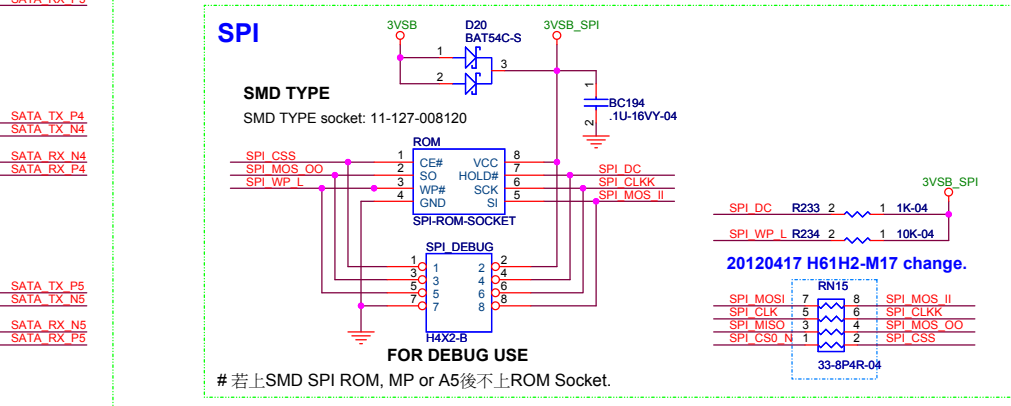 SPI
3VSB
D20
BAT54C-S
3VSB_SPI
1
3
2
SMD TYPE
SMD TYPE socket: 11-127-008120
1
2
BC194
.1U-16VY-04
ROM
SPI_CSS 1 CE# VCC 8
SPI_MOS_OO 2 SO HOLD# 7 SPI_DC
SPI_WP_L 3 WP# SCK 6 SPI_CLKK
4 GND SI 5 SPI_MOS_II
SPI-ROM-SOCKET
SPI_DEBUG
1 1 2 2
3 3 4 4
5 5 6 6
7 7 8 8
H4X2-B
FOR DEBUG USE
# 若上SMD SPI ROM, MP or A5後不上ROM Socket.
3VSB_SPI
SPI_DC R233 2 1 1K-04
SPI_WP_L R234 2 1 10K-04
20120417 H61H2-M17 change.
RN15
SPI_MOSI 7 8 SPI_MOS_II
SPI_CLK 5 6 SPI_CLKK
SPI_MISO 3 4 SPI_MOS_OO
SPI_CS0_N 1 2 SPI_CSS
33-8P4R-04
SATA_TX_P4
SATA_TX_N4
SATA_RX_N4
SATA_RX_P4
SATA_TX_P5
SATA_TX_N5
SATA_RX_N5
SATA_RX_P5